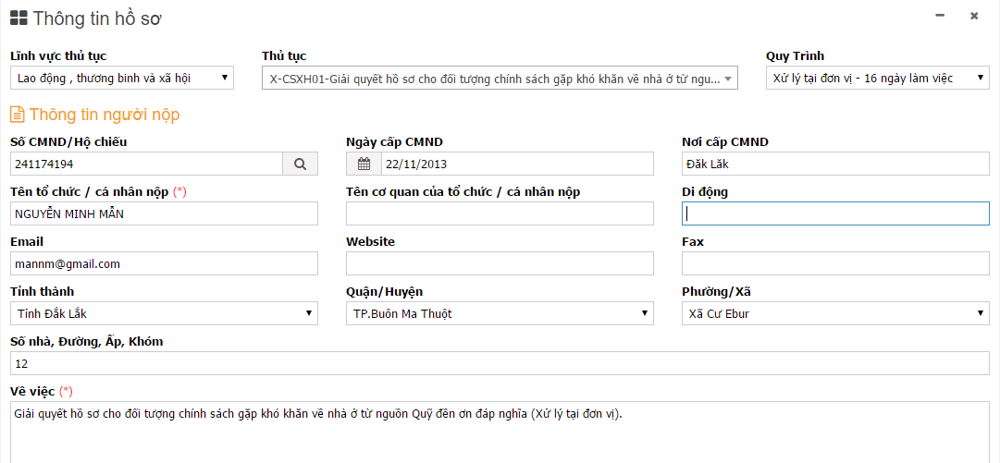 Thông tin hồ sơ
Lĩnh vực thủ tục Thủ tục Quy Trình
Lao động , thương binh và xã hội X-CSXH01-Giải quyết hồ sơ cho đối tượng chính sách gặp khó khăn về nhà ở từ ngu... Xử lý tại đơn vị - 16 ngày làm việc
Thông tin người nộp
Số CMND/Hộ chiếu Ngày cấp CMND Nơi cấp CMND
241174194 22/11/2013 Đăk Lăk
Tên tổ chức / cá nhân nộp (*) Tên cơ quan của tổ chức / cá nhân nộp Di động
NGUYỄN MINH MẪN
Email Website Fax
mannm@gmail.com
Tỉnh thành Quận/Huyện Phường/Xã
Tỉnh Đắk Lắk TP.Buôn Ma Thuột Xã Cư Ebur
Số nhà, Đường, Ấp, Khóm
12
Về việc (*)
Giải quyết hồ sơ cho đối tượng chính sách gặp khó khăn về nhà ở từ nguồn Quỹ đền ơn đáp nghĩa (Xử lý tại đơn vị).